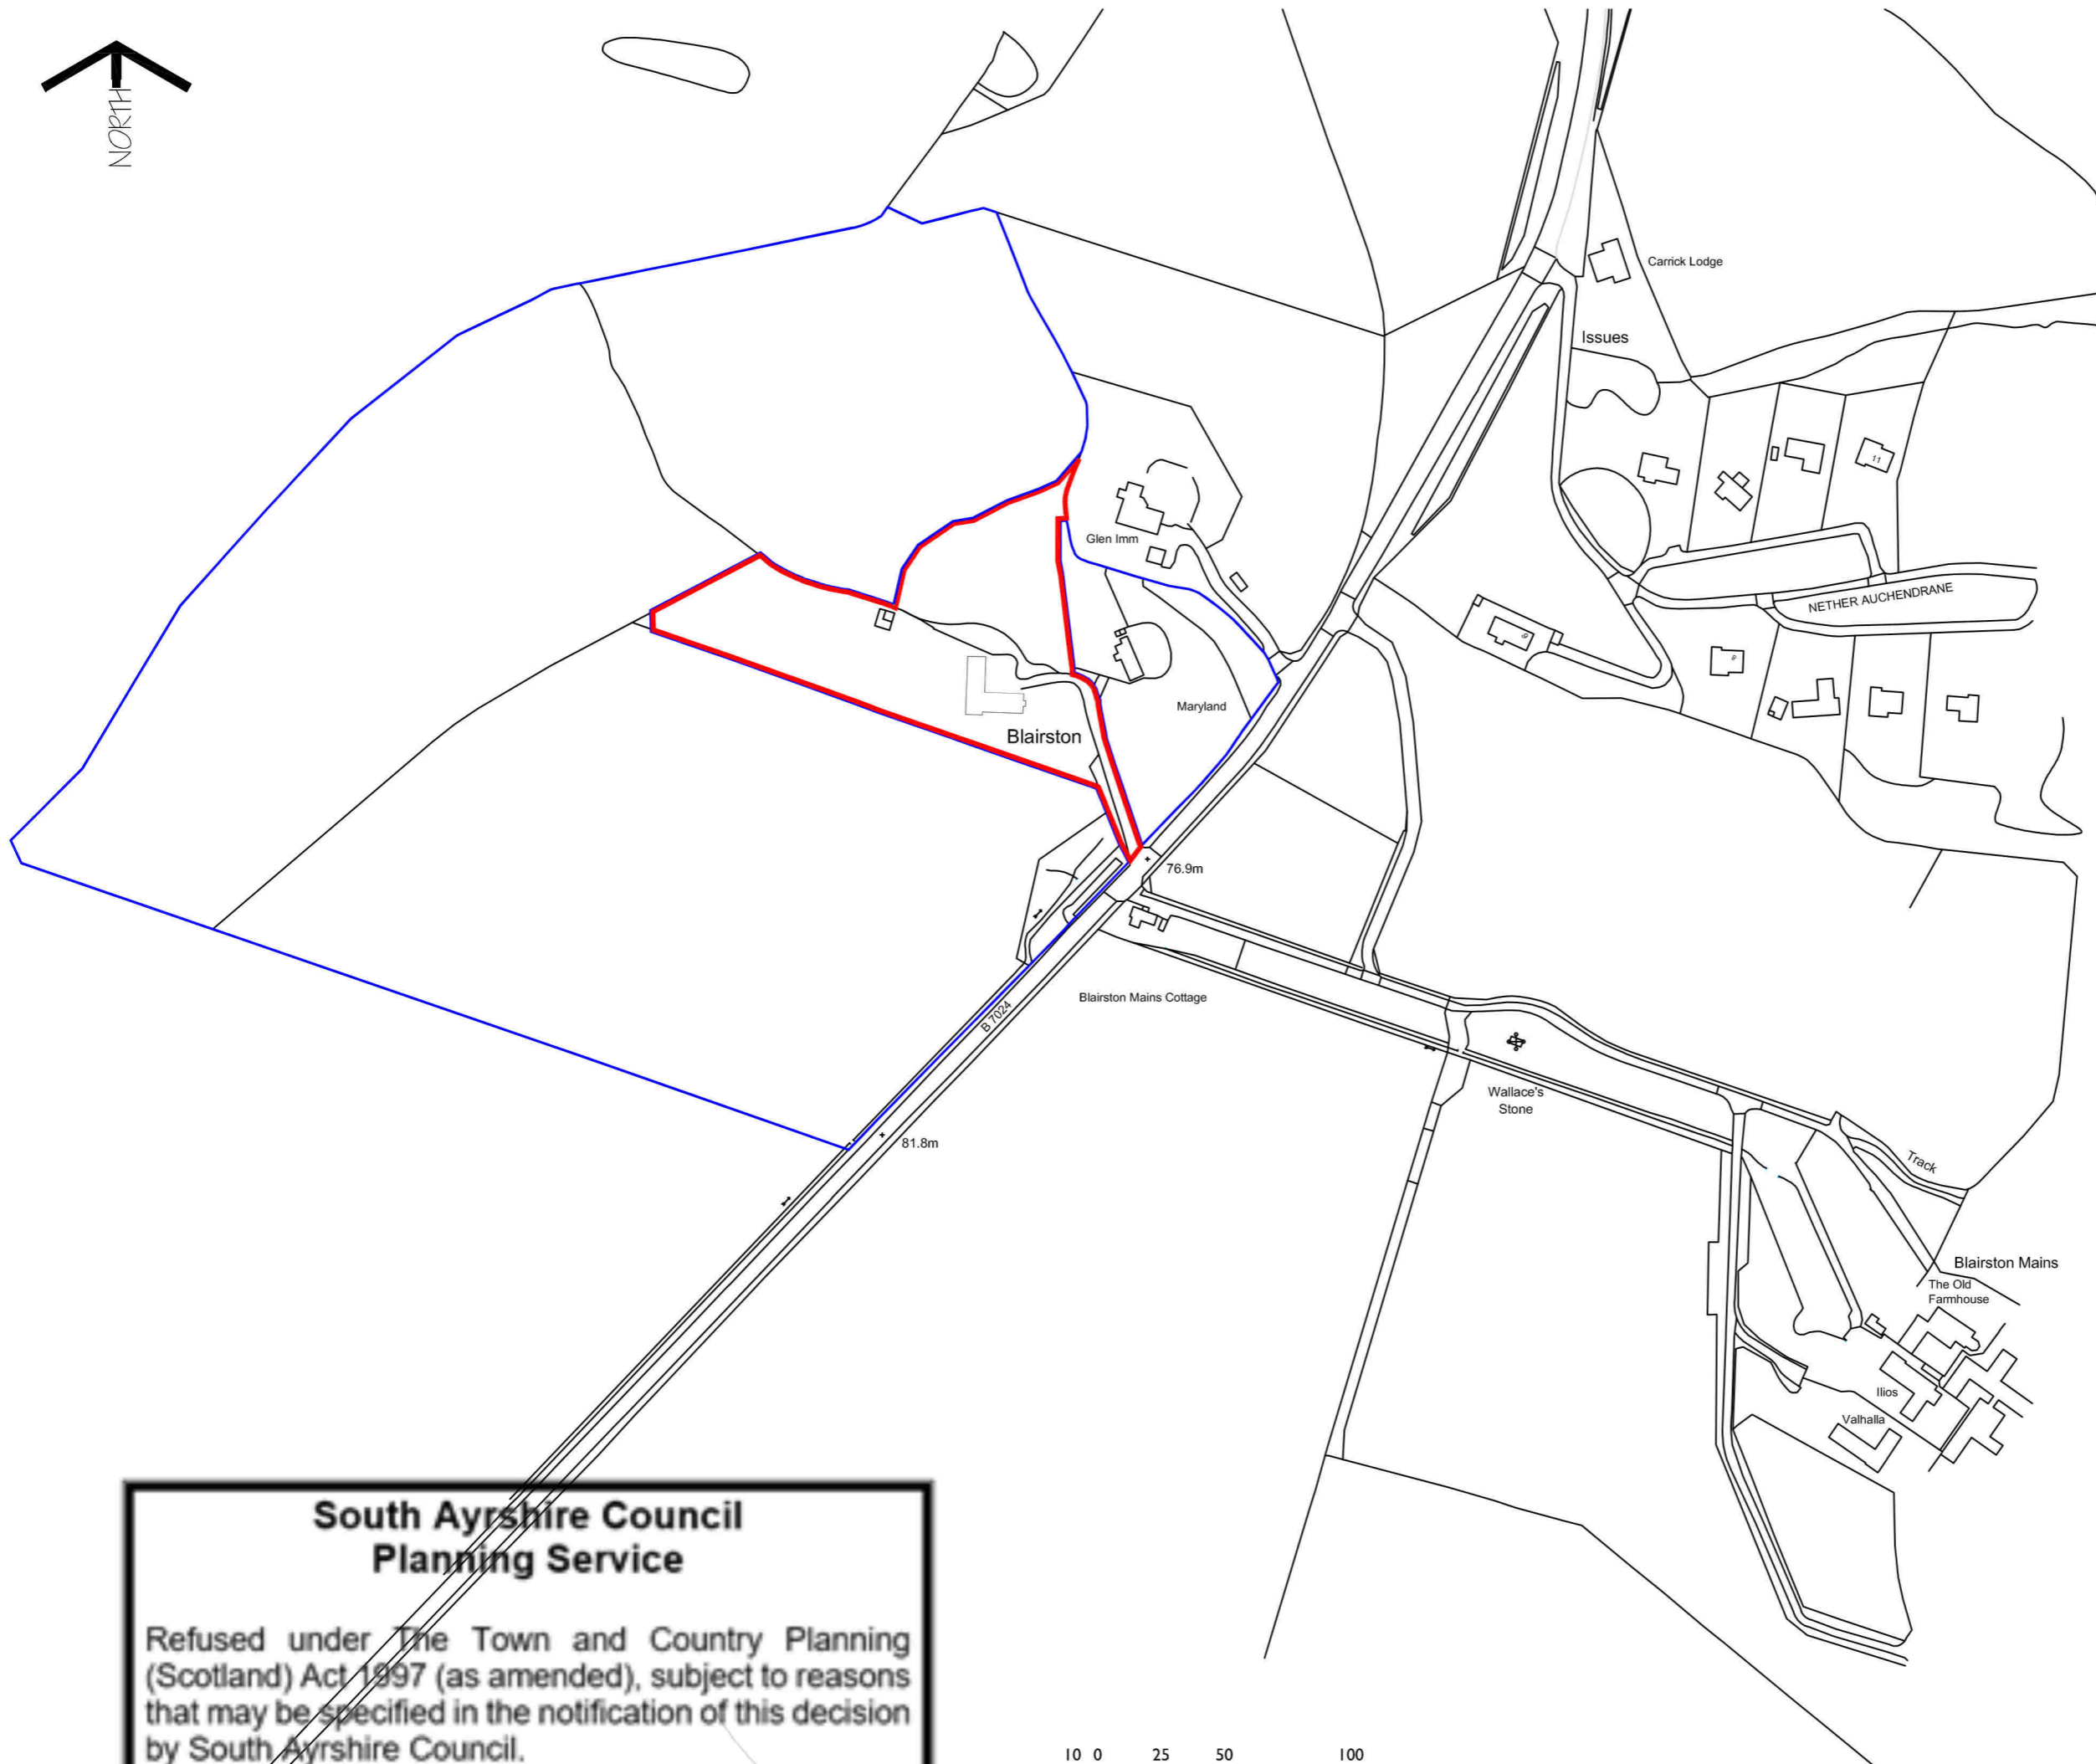 NORTH
Carrick Lodge
Issues
11
Glen Imm
NETHER AUCHENDRANE
Maryland
Blairston
76.9m
B 7024
Blairston Mains Cottage
Wallace's
Stone
81.8m
Track
Blairston Mains
The Old
Farmhouse
Ilios
Valhalla
South Ayrshire Council
Planning Service
Refused under The Town and Country Planning
(Scotland) Act 1997 (as amended), subject to reasons
that may be specified in the notification of this decision
by South Ayrshire Council.
10 0 25 50 100